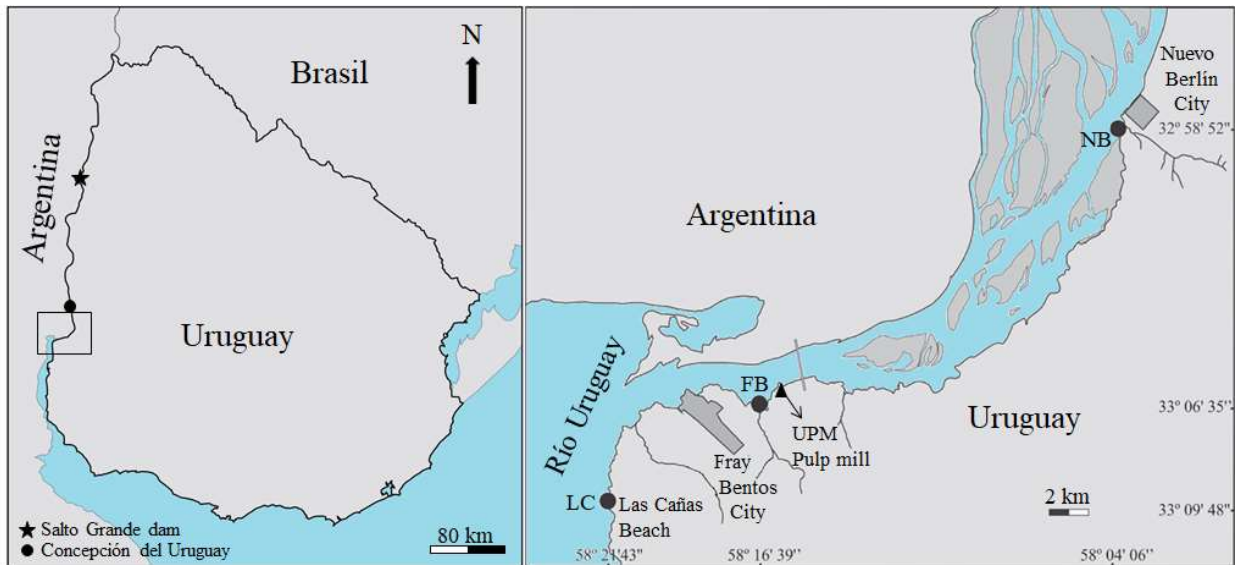 Brasil
N
Argentina
Uruguay
Salto Grande dam
Concepción del Uruguay
80 km
Nuevo
Berlín
City
32º 58' 52"
NB
Argentina
Río Uruguay
FB
Uruguay
33º 06' 35"
UPM
Pulp mill
Fray
Bentos
City
2 km
LC
Las Cañas
Beach
33º 09' 48"
58º 21' 43"
58º 16' 39"
58º 04' 06"